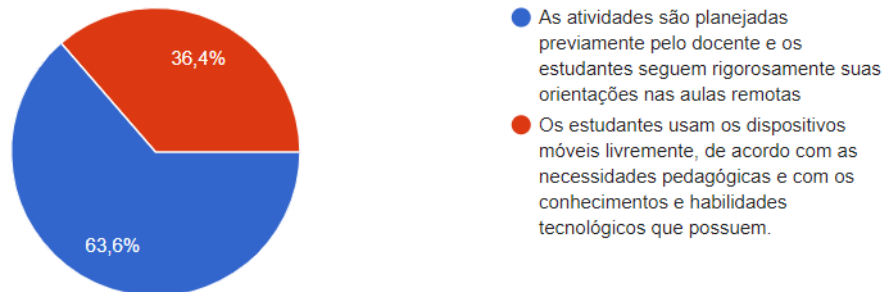 36,4%
63,6%
As atividades são planejadas
previamente pelo docente e os
estudantes seguem rigorosamente suas
orientações nas aulas remotas
Os estudantes usam os dispositivos
móveis livremente, de acordo com as
necessidades pedagógicas e com os
conhecimentos e habilidades
tecnológicos que possuem.